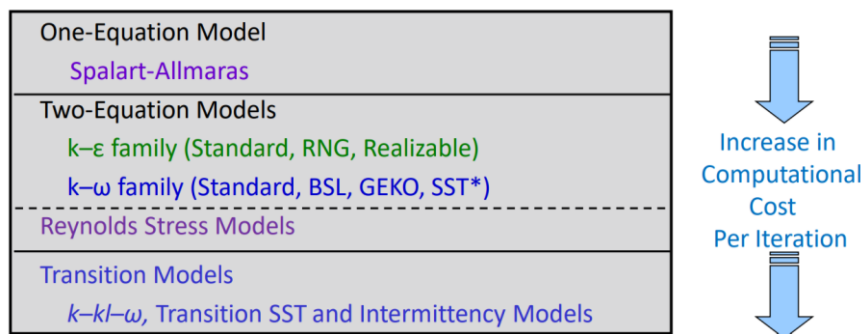 One-Equation Model
Spalart-Allmaras
Two-Equation Models
k–ε family (Standard, RNG, Realizable)
k–ω family (Standard, BSL, GEKO, SST*)
Reynolds Stress Models
Transition Models
k–kl–ω, Transition SST and Intermittency Models
Increase in
Computational
Cost
Per Iteration